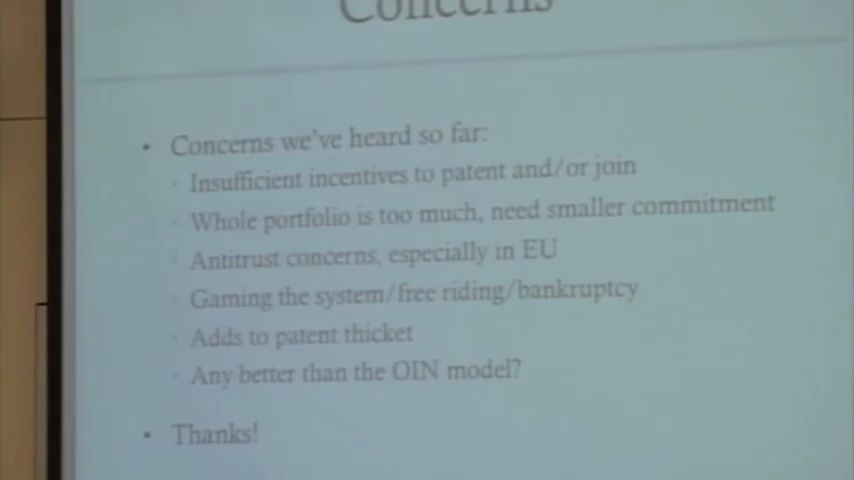 Concerns
• Concerns we've heard so far:
· Insufficient incentives to patent and/or join
· Whole portfolio is too much, need smaller commitment
· Antitrust concerns, especially in EU
· Gaming the system/free riding/bankruptcy
· Adds to patent thicket
· Any better than the OIN model?
• Thanks!